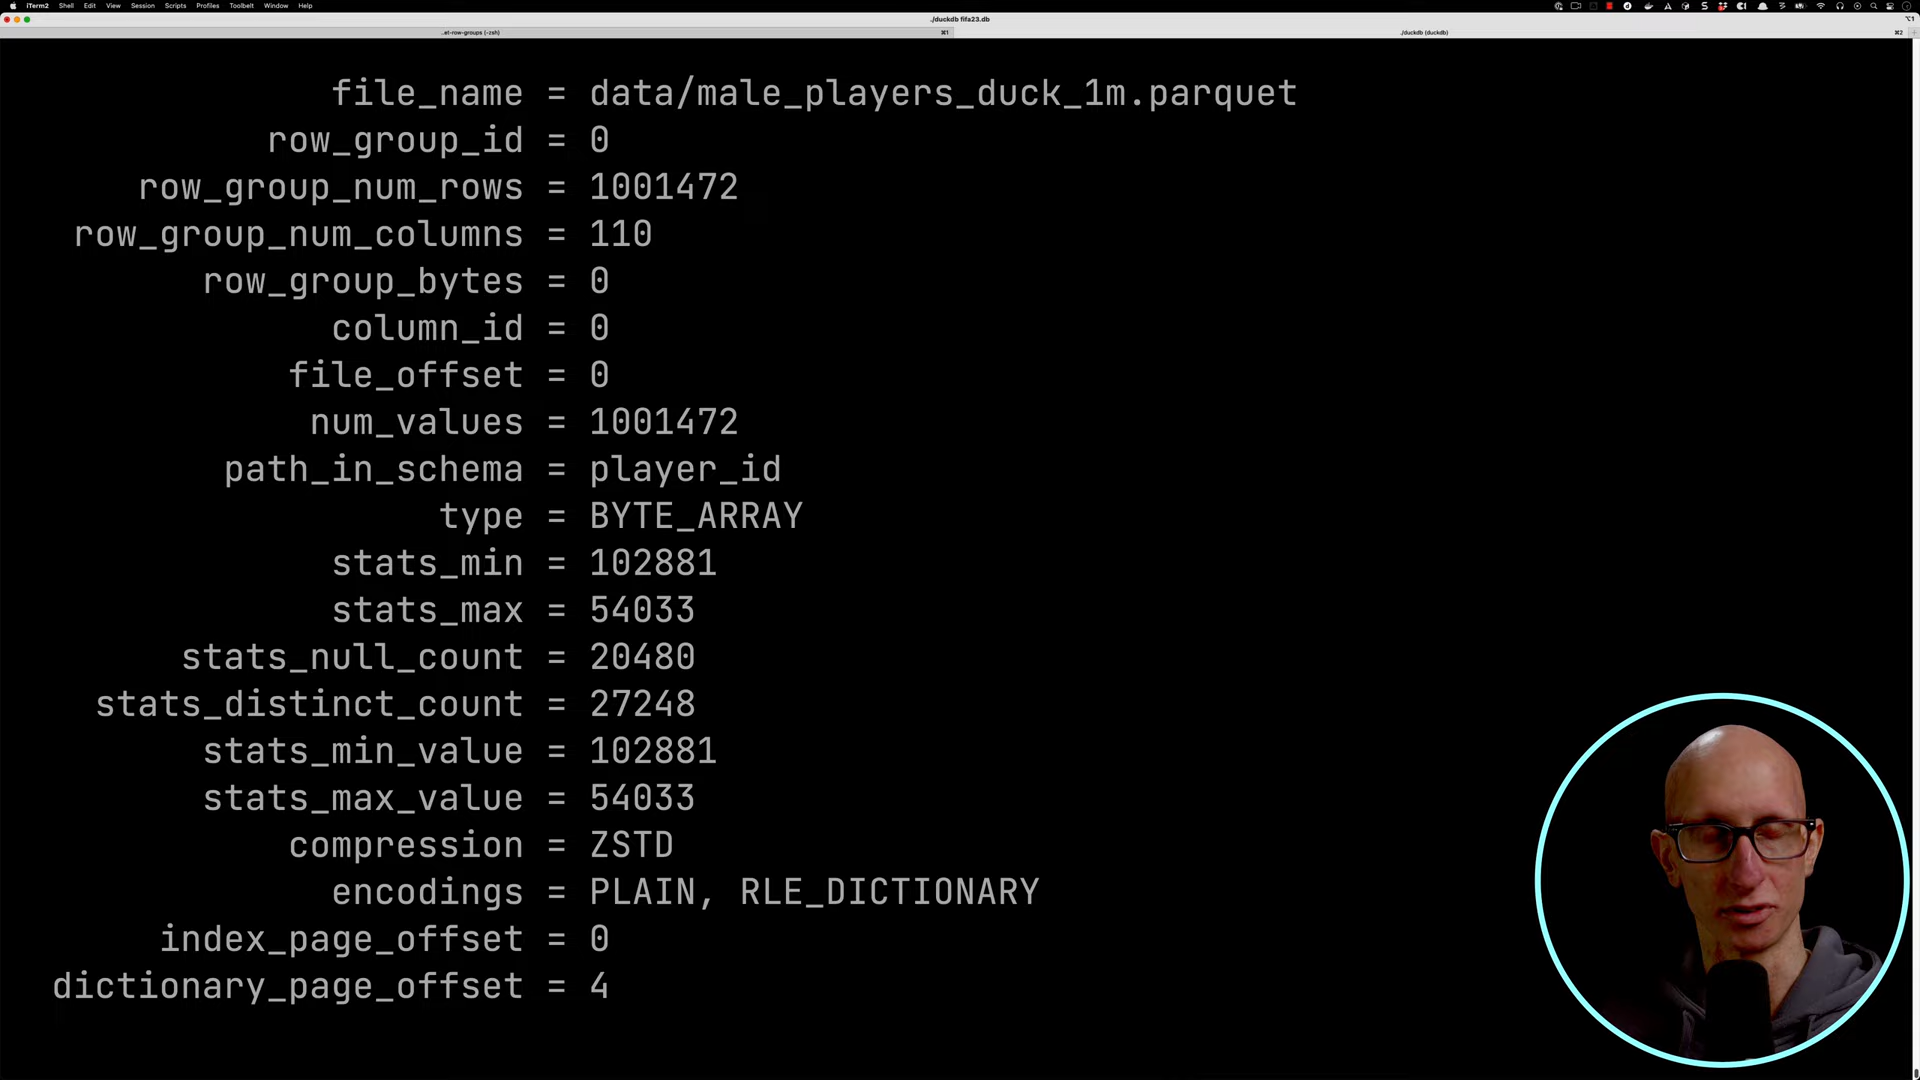 iTerm2 Shell Edit View Session Scripts Profiles Toolbelt Window Help
./duckdb fifa23.db
⌥1
..et-row-groups (-zsh) ⌘1 ./duckdb (duckdb) ⌘2
file_name = data/male_players_duck_1m.parquet
row_group_id = 0
row_group_num_rows = 1001472
row_group_num_columns = 110
row_group_bytes = 0
column_id = 0
file_offset = 0
num_values = 1001472
path_in_schema = player_id
type = BYTE_ARRAY
stats_min = 102881
stats_max = 54033
stats_null_count = 20480
stats_distinct_count = 27248
stats_min_value = 102881
stats_max_value = 54033
compression = ZSTD
encodings = PLAIN, RLE_DICTIONARY
index_page_offset = 0
dictionary_page_offset = 4